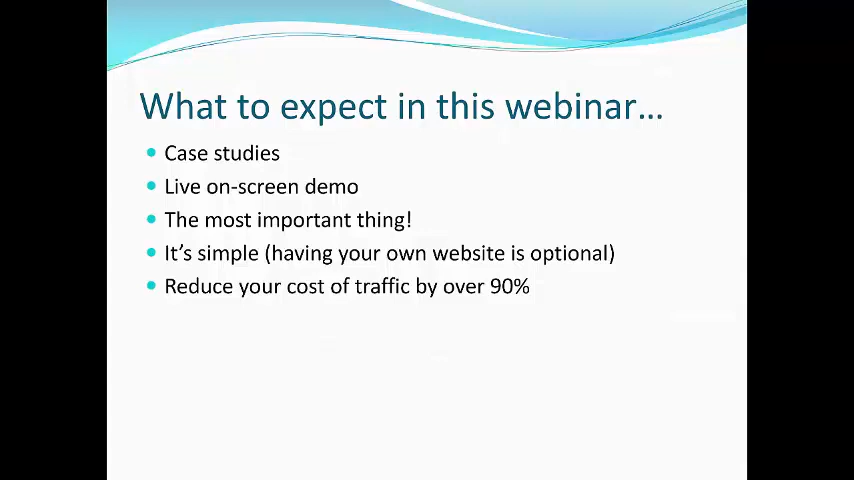 What to expect in this webinar...
Case studies
Live on-screen demo
The most important thing!
It's simple (having your own website is optional)
Reduce your cost of traffic by over 90%